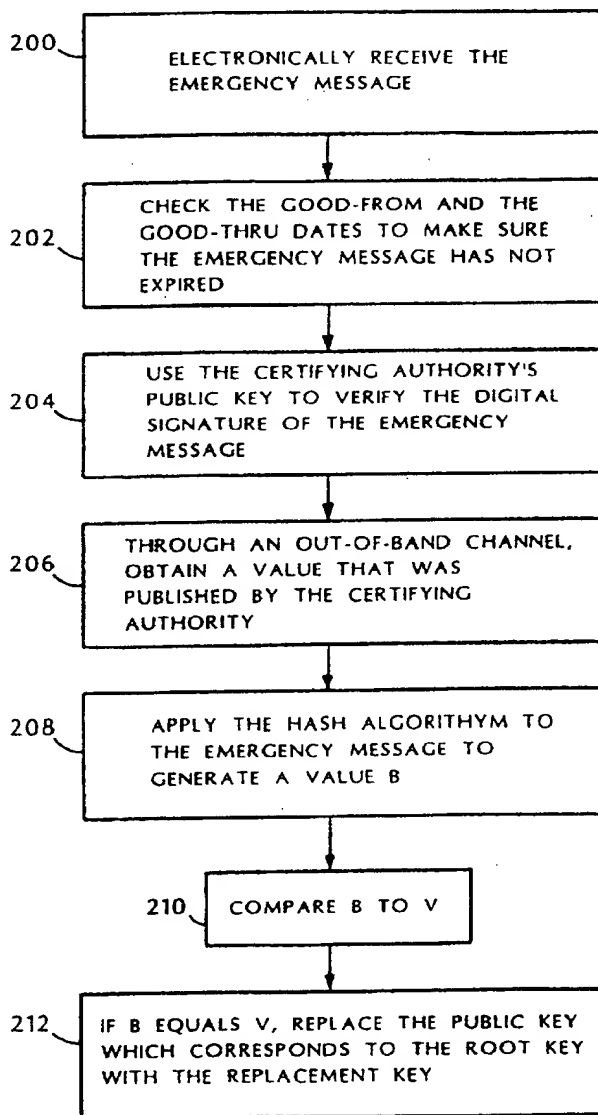 200
ELECTRONICALLY RECEIVE THE
EMERGENCY MESSAGE
202
CHECK THE GOOD-FROM AND THE
GOOD-THRU DATES TO MAKE SURE
THE EMERGENCY MESSAGE HAS NOT
EXPIRED
204
USE THE CERTIFYING AUTHORITY'S
PUBLIC KEY TO VERIFY THE DIGITAL
SIGNATURE OF THE EMERGENCY
MESSAGE
206
THROUGH AN OUT-OF-BAND CHANNEL,
OBTAIN A VALUE THAT WAS
PUBLISHED BY THE CERTIFYING
AUTHORITY
208
APPLY THE HASH ALGORITHYM TO
THE EMERGENCY MESSAGE TO
GENERATE A VALUE B
210
COMPARE B TO V
212
IF B EQUALS V, REPLACE THE PUBLIC KEY
WHICH CORRESPONDS TO THE ROOT KEY
WITH THE REPLACEMENT KEY